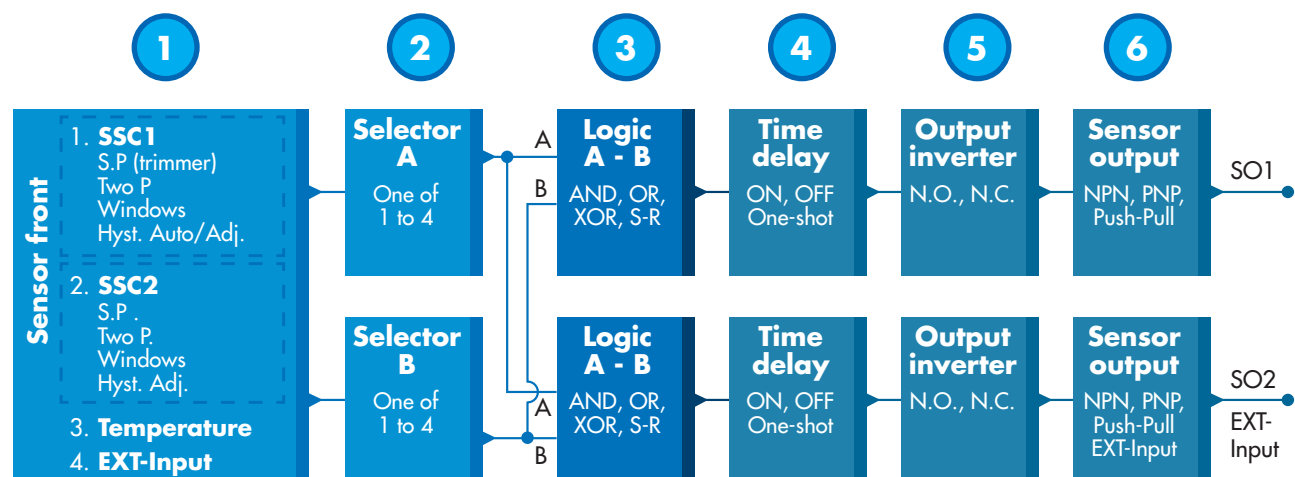 1
2
3
4
5
6
Sensor front
1. SSC1
S.P (trimmer)
Two P
Windows
Hyst. Auto/Adj.
2. SSC2
S.P .
Two P.
Windows
Hyst. Adj.
3. Temperature
4. EXT-Input
Selector
A
One of
1 to 4
A
B
Logic
A - B
AND, OR,
XOR, S-R
Time
delay
ON, OFF
One-shot
Output
inverter
N.O., N.C.
Sensor
output
NPN, PNP,
Push-Pull
SO1
Selector
B
One of
1 to 4
A
B
Logic
A - B
AND, OR,
XOR, S-R
Time
delay
ON, OFF
One-shot
Output
inverter
N.O., N.C.
Sensor
output
NPN, PNP,
Push-Pull
EXT-Input
SO2
EXT-
Input